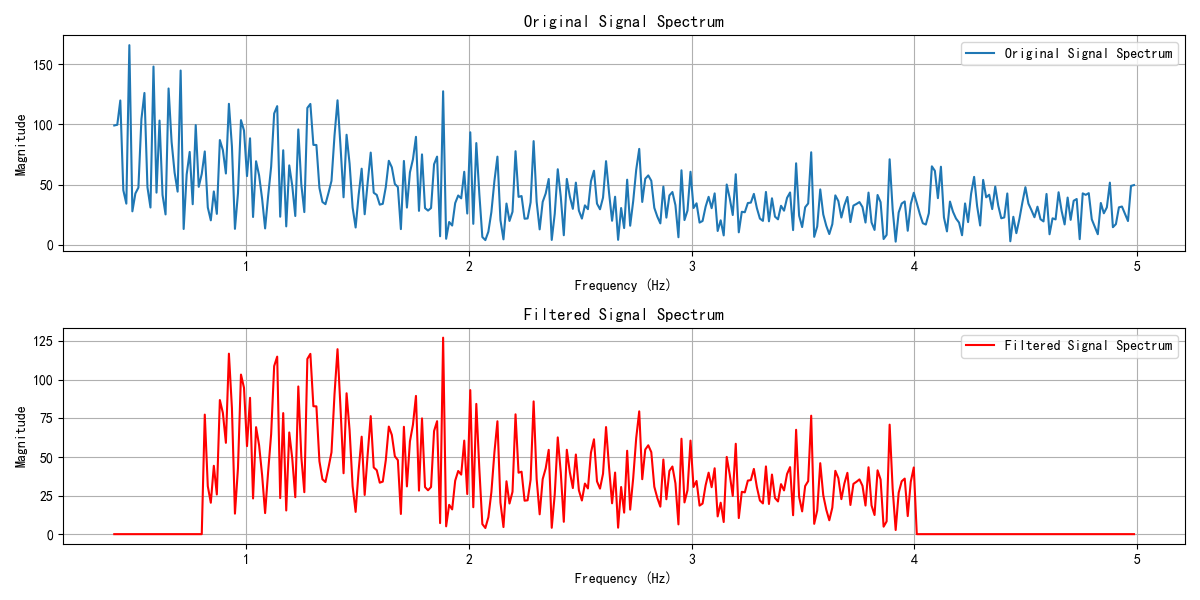 Original Signal Spectrum
Original Signal Spectrum
150
100
50
0
Magnitude
1 2 3 4 5
Frequency (Hz)
Filtered Signal Spectrum
Filtered Signal Spectrum
125
100
75
50
25
0
Magnitude
1 2 3 4 5
Frequency (Hz)